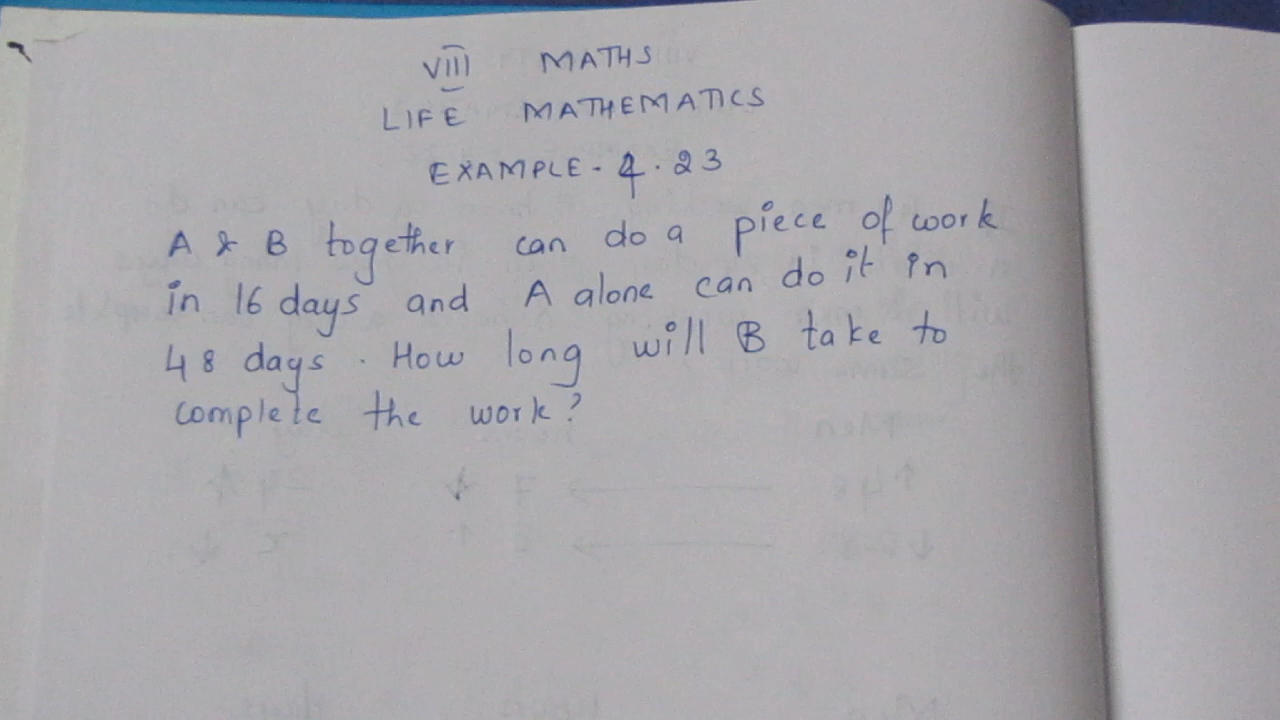 VIII MATHS
LIFE MATHEMATICS
EXAMPLE - 4.23
A & B together can do a piece of work
in 16 days and A alone can do it in
48 days. How long will B take to
complete the work?